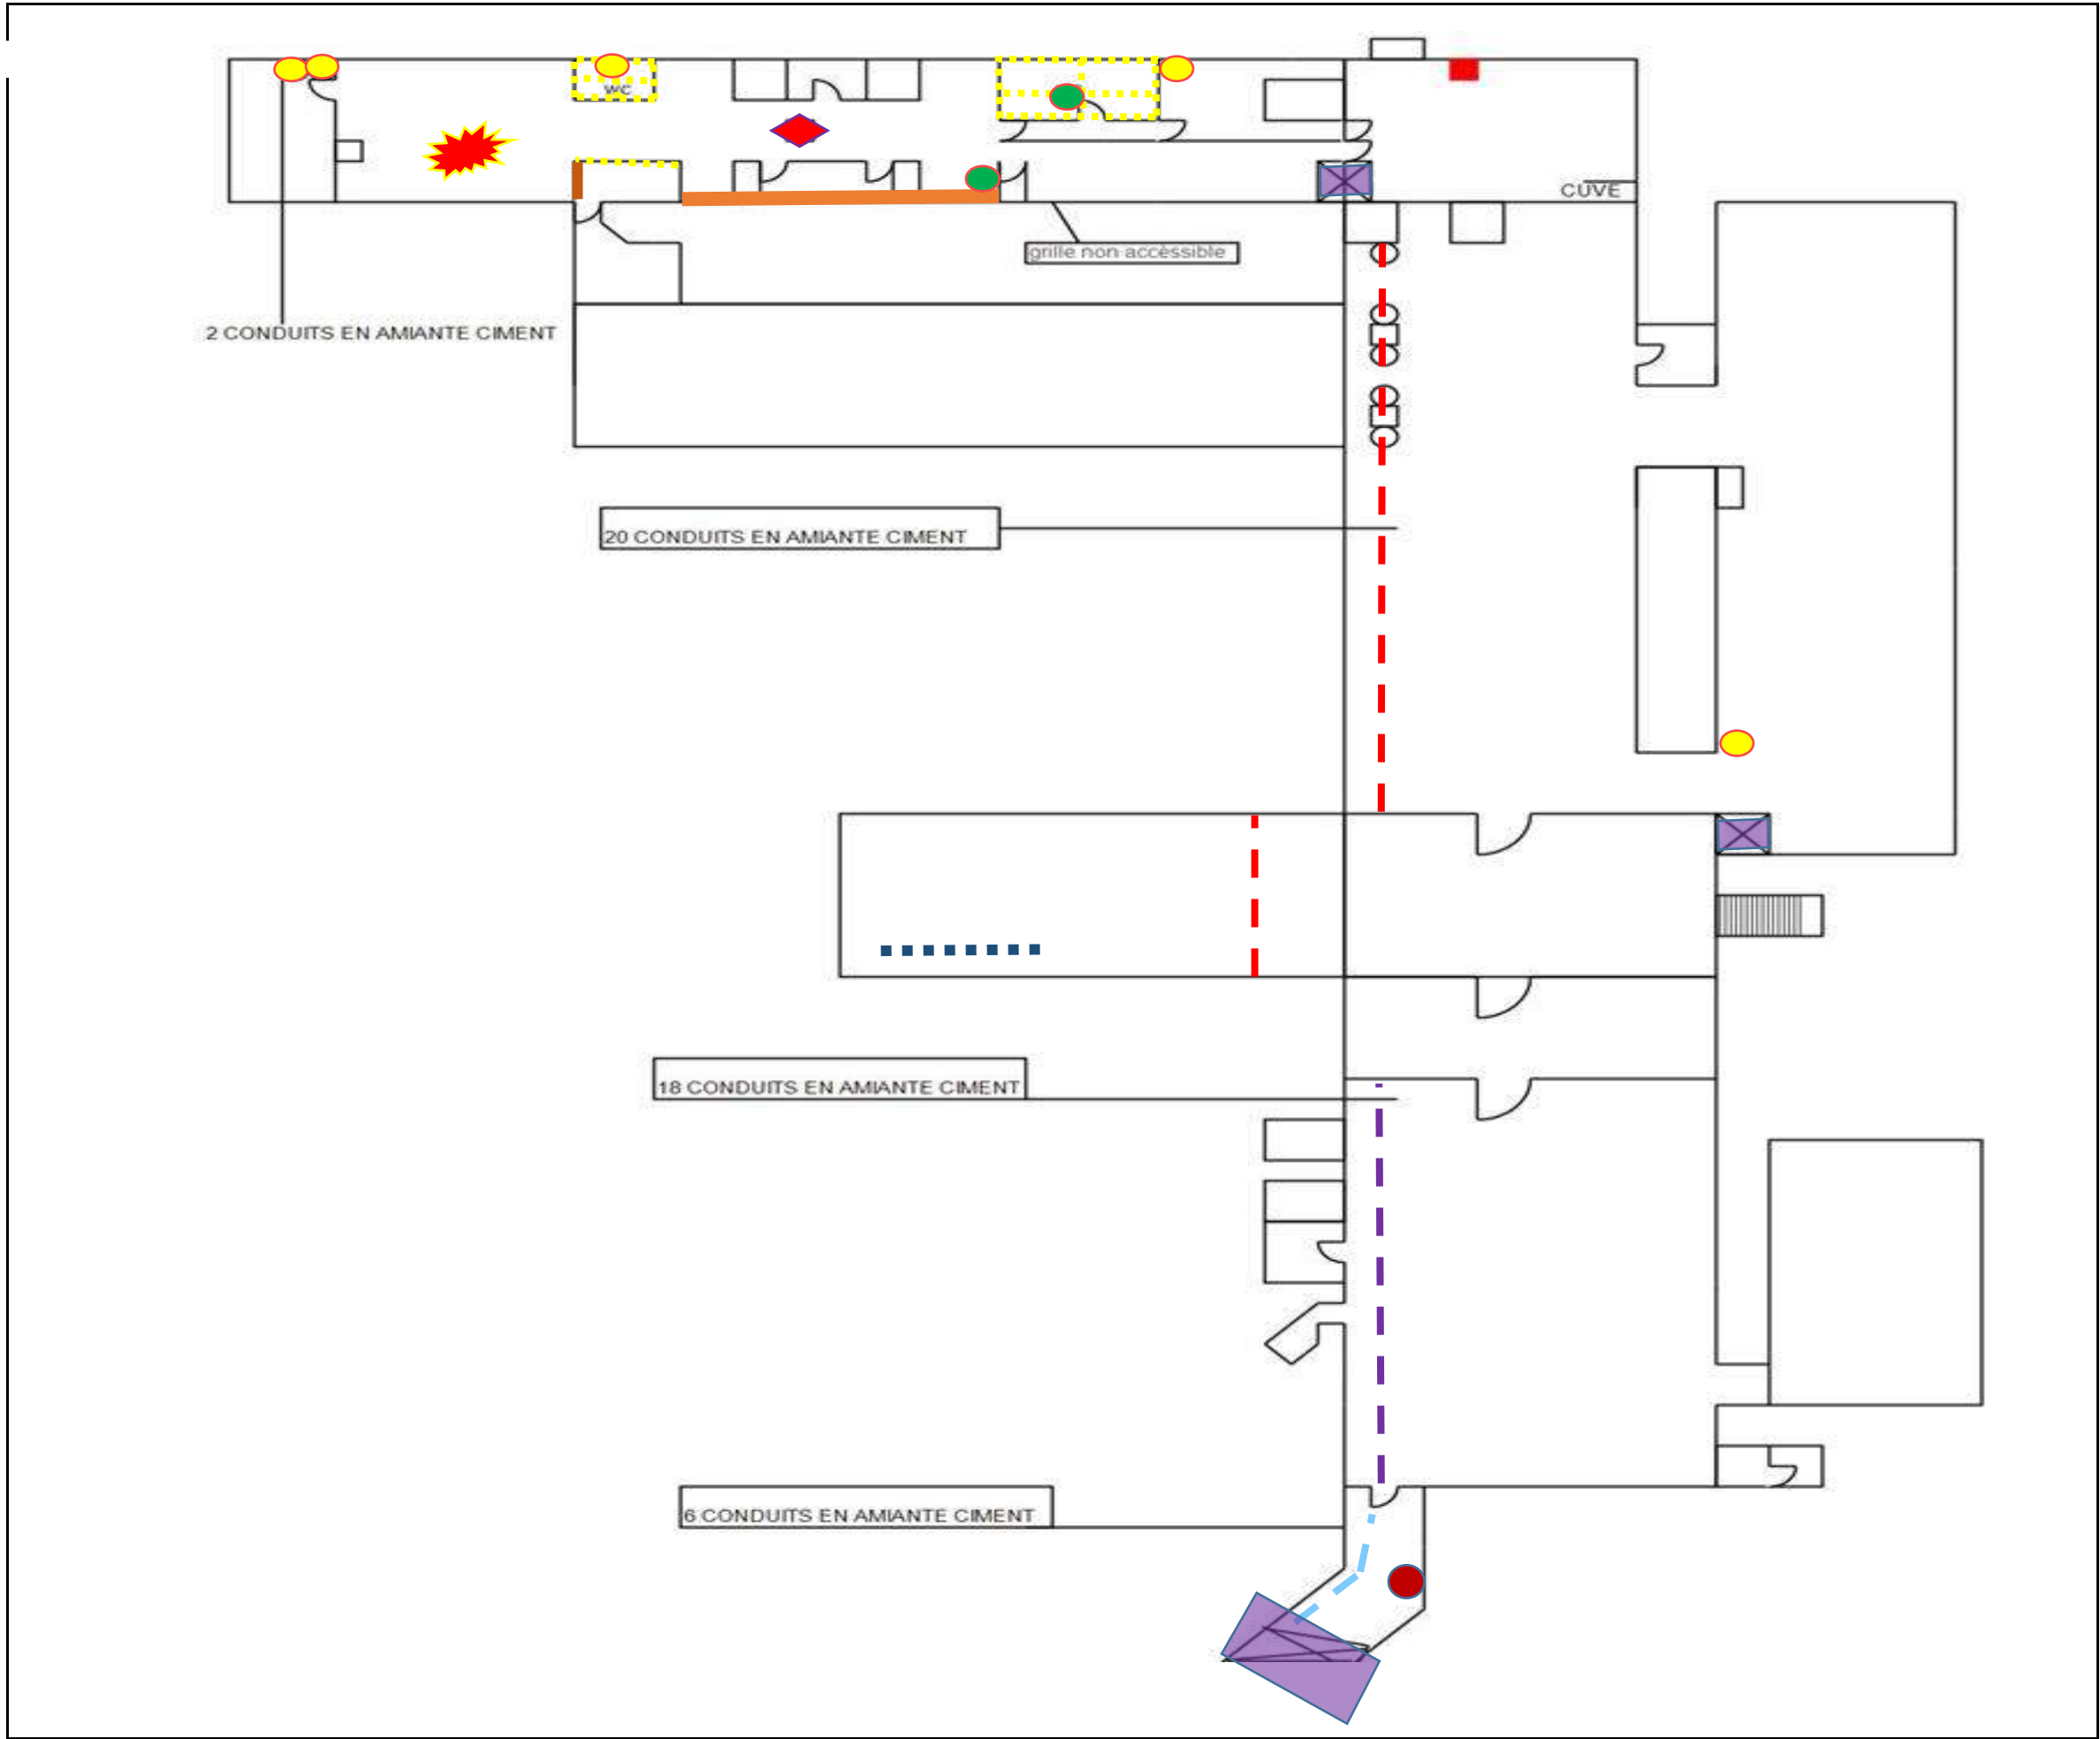 WC
CUVE
grille non accèssible
2 CONDUITS EN AMIANTE CIMENT
20 CONDUITS EN AMIANTE CIMENT
18 CONDUITS EN AMIANTE CIMENT
6 CONDUITS EN AMIANTE CIMENT